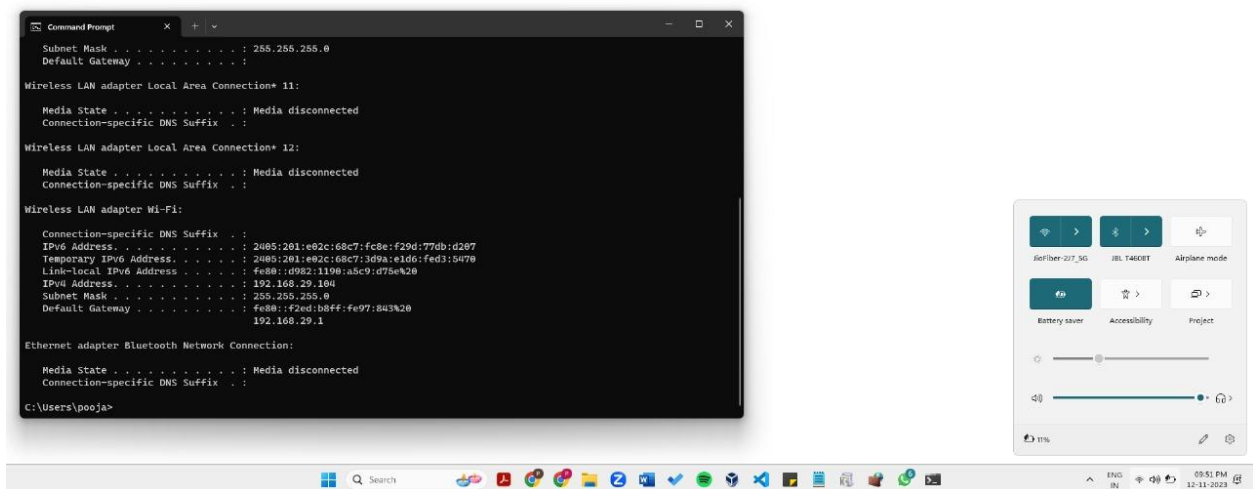 Command Prompt
Subnet Mask . . . . . . . . . . . : 255.255.255.0
Default Gateway . . . . . . . . . :
Wireless LAN adapter Local Area Connection* 11:
Media State . . . . . . . . . . . : Media disconnected
Connection-specific DNS Suffix  . :
Wireless LAN adapter Local Area Connection* 12:
Media State . . . . . . . . . . . : Media disconnected
Connection-specific DNS Suffix  . :
Wireless LAN adapter Wi-Fi:
Connection-specific DNS Suffix  . :
IPv6 Address. . . . . . . . . . . : 2405:201:e02c:68c7:fc8e:f29d:77db:d207
Temporary IPv6 Address. . . . . . : 2405:201:e02c:68c7:3d9a:e1d6:fed3:5470
Link-local IPv6 Address . . . . . : fe80::d982:1190:a5c9:d75e%20
IPv4 Address. . . . . . . . . . . : 192.168.29.104
Subnet Mask . . . . . . . . . . . : 255.255.255.0
Default Gateway . . . . . . . . . : fe80::f2ed:b8ff:fe97:843%20
192.168.29.1
Ethernet adapter Bluetooth Network Connection:
Media State . . . . . . . . . . . : Media disconnected
Connection-specific DNS Suffix  . :
C:\Users\pooja>
JioFiber-2J7_5G JBL T460BT Airplane mode
Battery saver Accessibility Project
11%
Search
ENG
IN
09:51 PM
12-11-2023